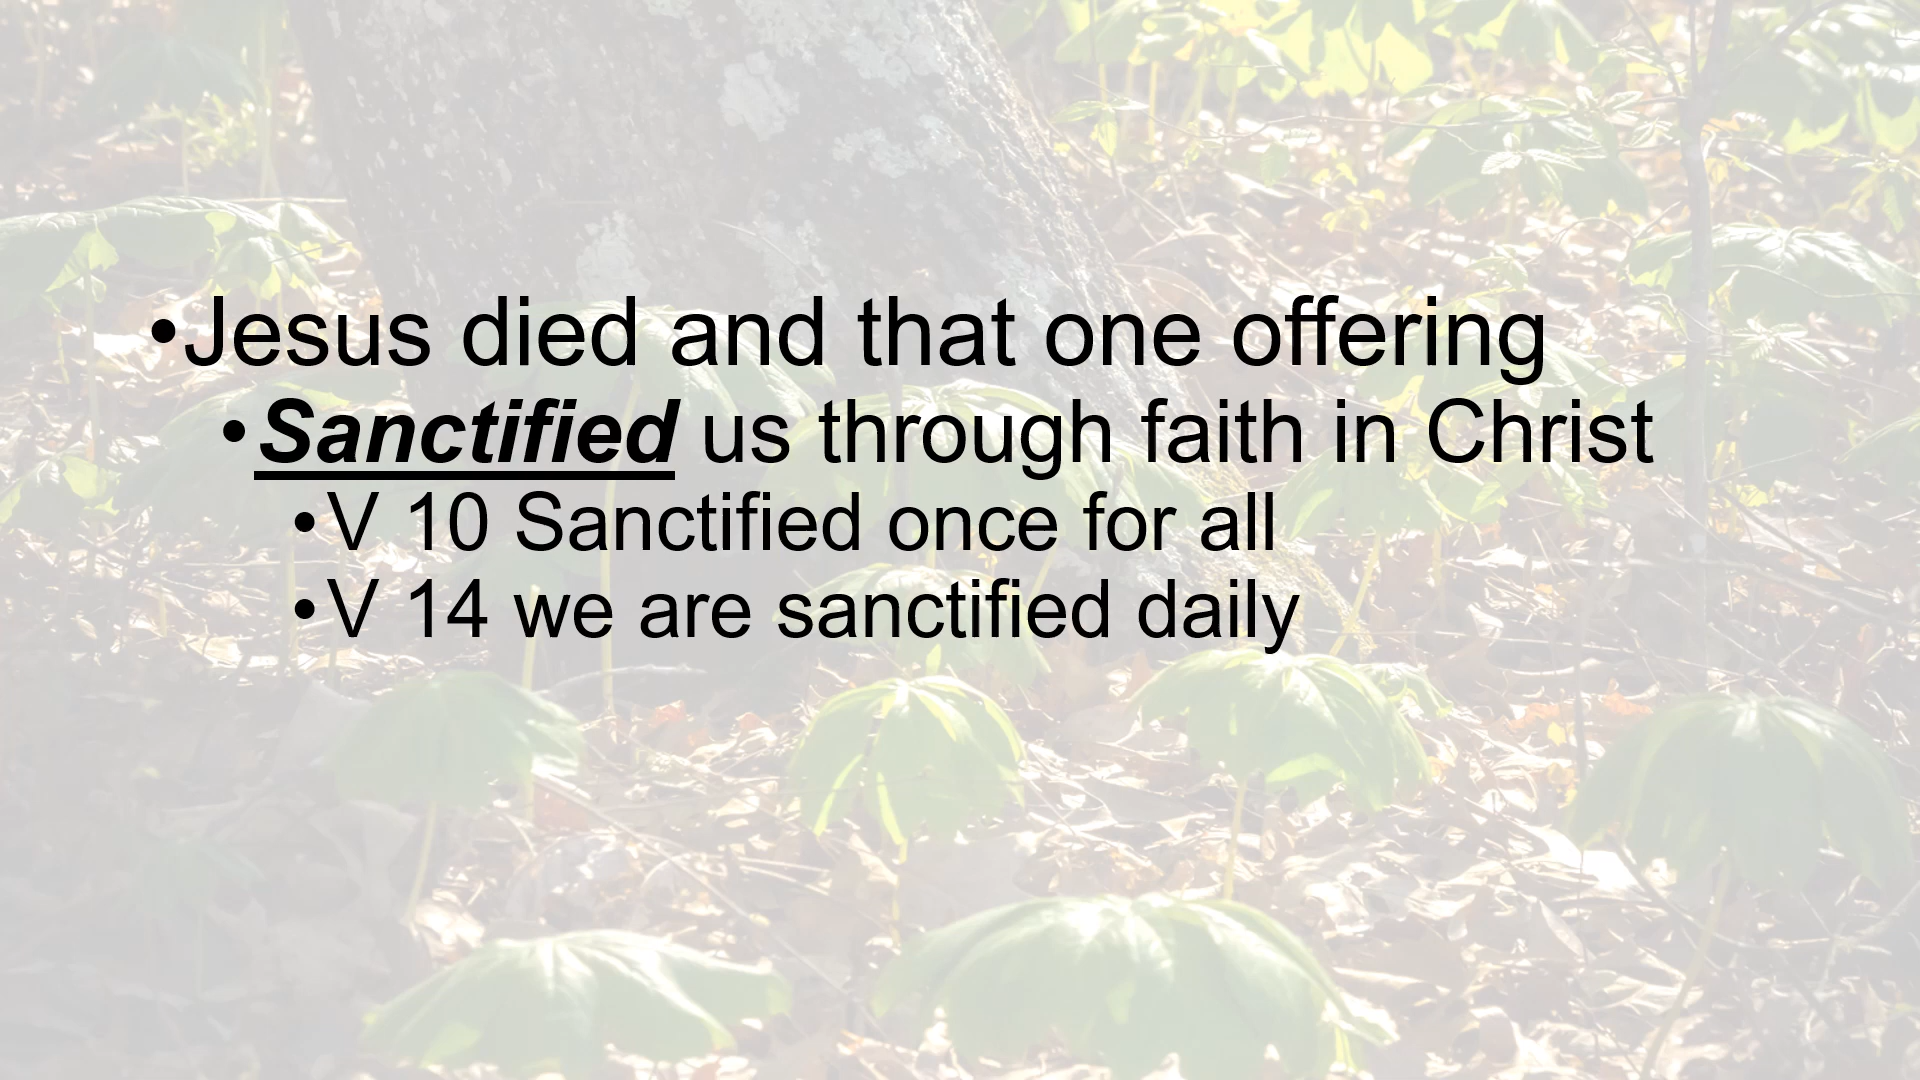 •Jesus died and that one offering
•Sanctified us through faith in Christ
•V 10 Sanctified once for all
•V 14 we are sanctified daily